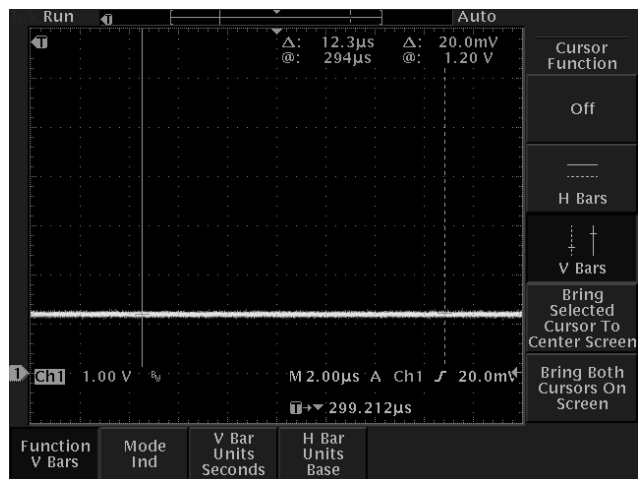 Run
Auto
T
Δ: 12.3µs Δ: 20.0mV
@: 294µs @: 1.20 V
Cursor
Function
Off
H Bars
V Bars
Bring
Selected
Cursor To
Center Screen
Bring Both
Cursors On
Screen
1
Ch1 1.00 V M 2.00µs A Ch1 20.0mV
T 299.212µs
Function
V Bars
Mode
Ind
V Bar
Units
Seconds
H Bar
Units
Base